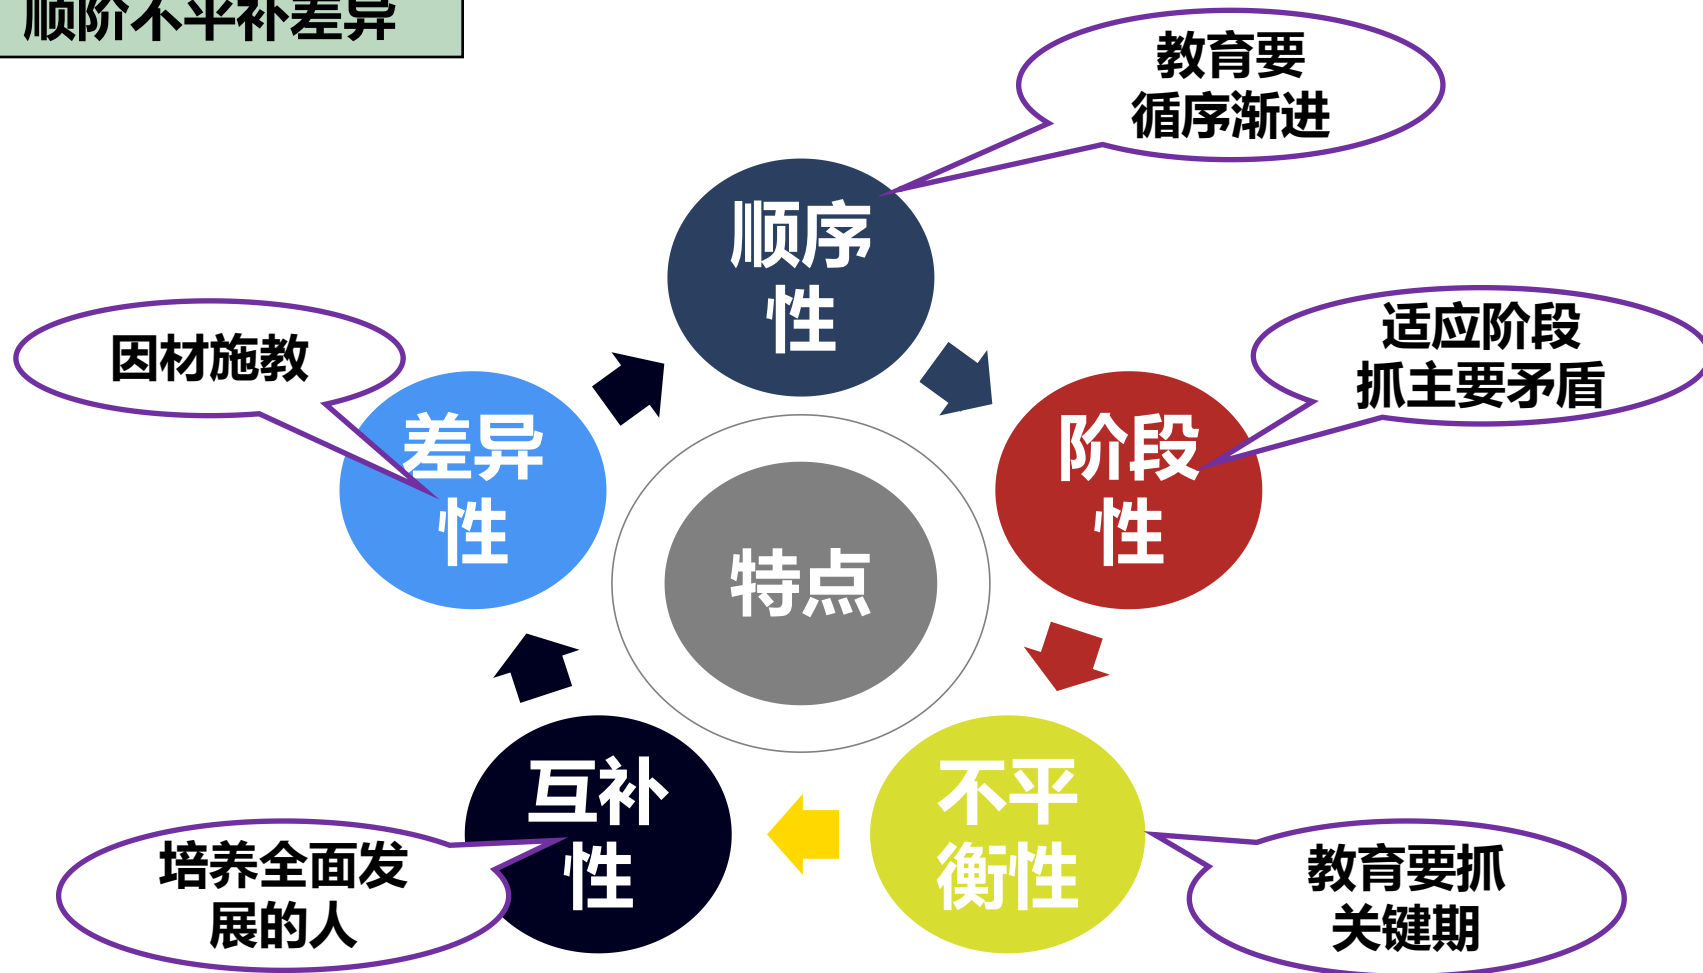 顺阶不平补差异
教育要
循序渐进
顺序
性
因材施教
适应阶段
抓主要矛盾
差异
性
阶段
性
特点
互补
性
不平
衡性
培养全面发
展的人
教育要抓
关键期